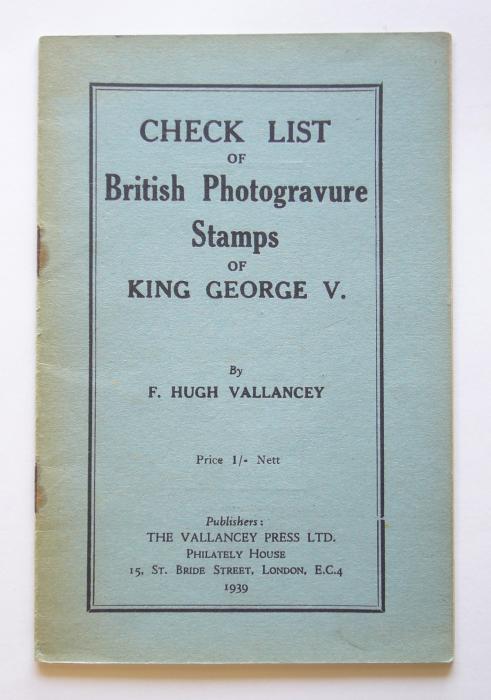 CHECK LIST
OF
British Photogravure
Stamps
OF
KING GEORGE V.
By
F. HUGH VALLANCEY
Price 1/- Nett
Publishers:
THE VALLANCEY PRESS LTD.
PHILATELY HOUSE
15, ST. BRIDE STREET, LONDON, E.C.4
1939